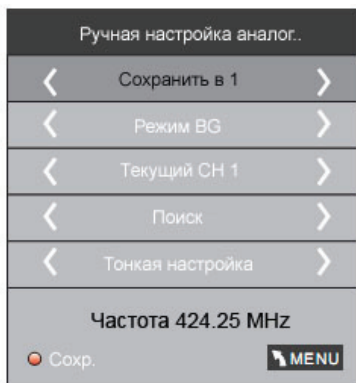 Ручная настройка аналог..
Сохранить в 1
Режим BG
Текущий CH 1
Поиск
Тонкая настройка
Частота 424.25 MHz
Сохр. MENU